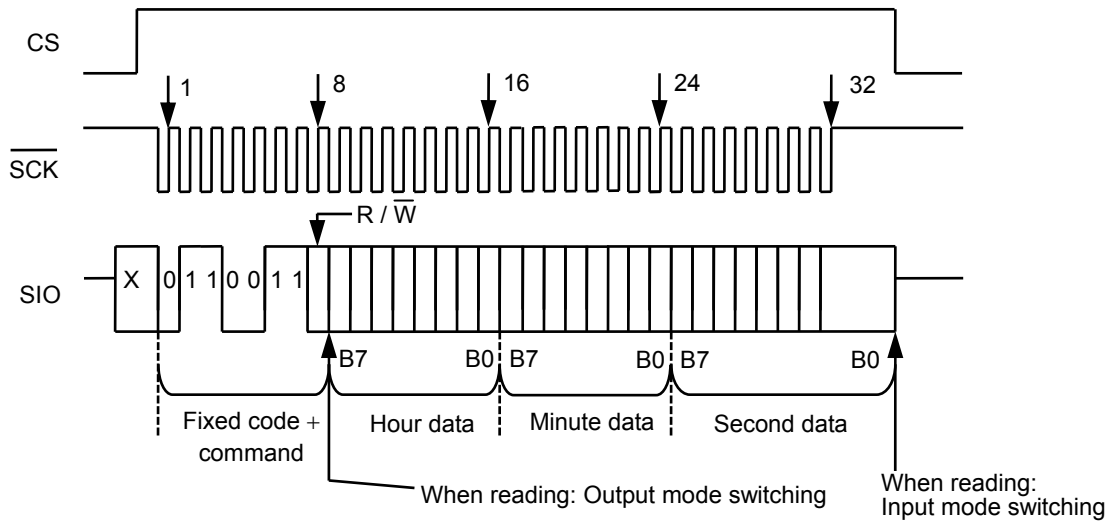 CS
1 8 16 24 32
SCK
R / W
SIO X 0 1 1 0 0 1 1
B7 B0 B7 B0 B7 B0
Fixed code + Hour data Minute data Second data
command
When reading: Output mode switching
When reading:
Input mode switching